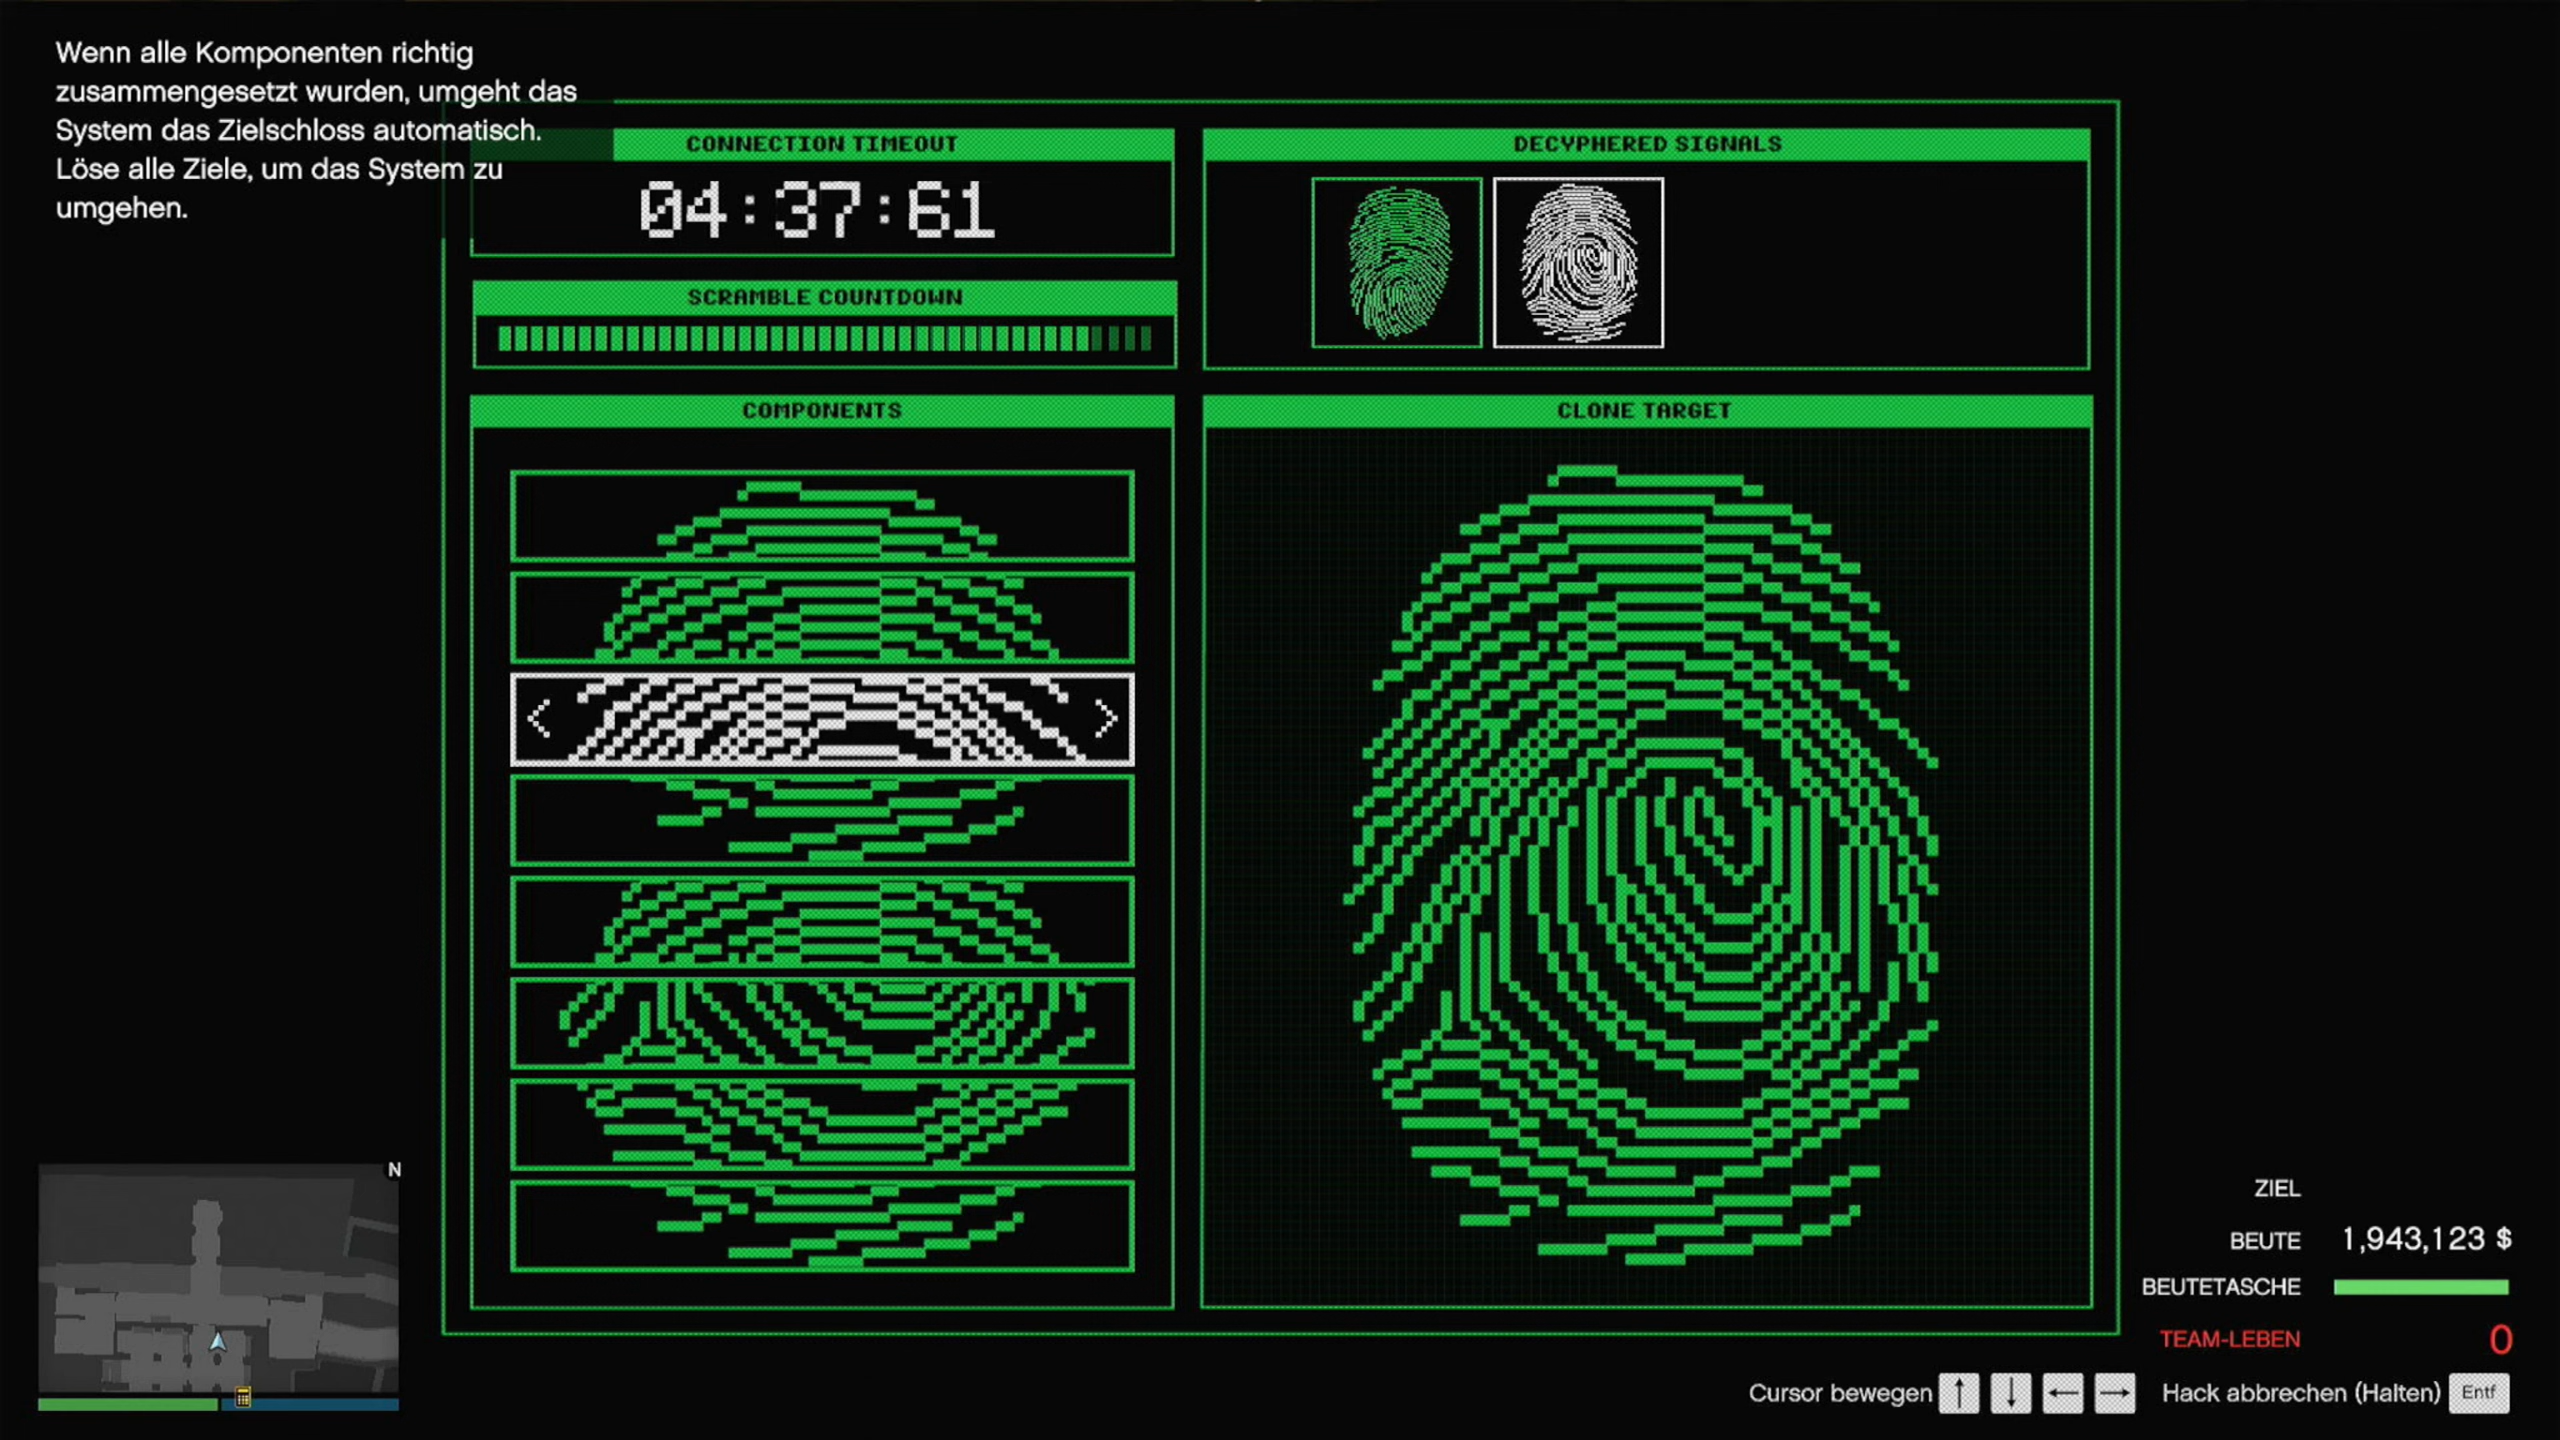 Wenn alle Komponenten richtig
zusammengesetzt wurden, umgeht das
System das Zielschloss automatisch.
Löse alle Ziele, um das System zu
umgehen.
CONNECTION TIMEOUT
04:37:61
DECYPHERED SIGNALS
SCRAMBLE COUNTDOWN
COMPONENTS
CLONE TARGET
N
ZIEL
BEUTE 1,943,123 $
BEUTETASCHE
TEAM-LEBEN 0
Cursor bewegen ↑ ↓ ← → Hack abbrechen (Halten) Entf